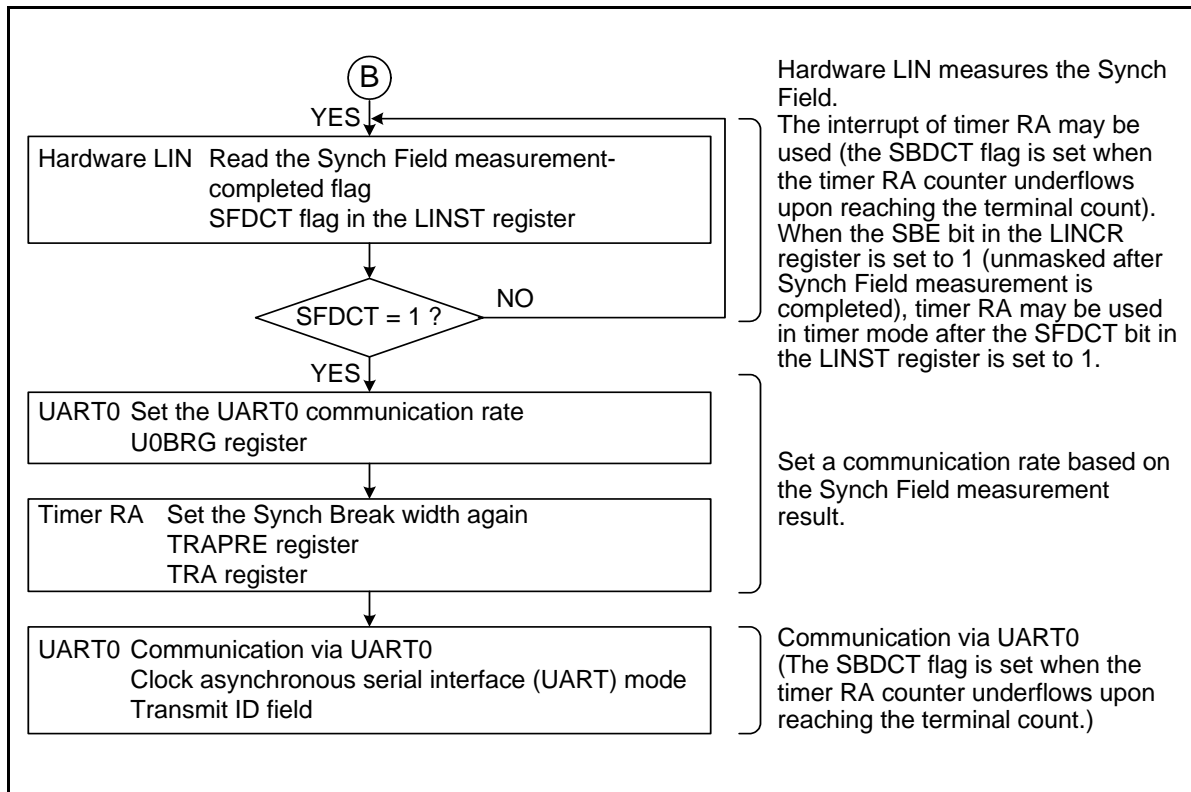 B
YES
Hardware LIN Read the Synch Field measurement-
completed flag
SFDCT flag in the LINST register
SFDCT = 1 ?
NO
YES
Hardware LIN measures the Synch
Field.
The interrupt of timer RA may be
used (the SBDCT flag is set when
the timer RA counter underflows
upon reaching the terminal count).
When the SBE bit in the LINCR
register is set to 1 (unmasked after
Synch Field measurement is
completed), timer RA may be used
in timer mode after the SFDCT bit in
the LINST register is set to 1.
UART0 Set the UART0 communication rate
U0BRG register
Timer RA Set the Synch Break width again
TRAPRE register
TRA register
Set a communication rate based on
the Synch Field measurement
result.
UART0 Communication via UART0
Clock asynchronous serial interface (UART) mode
Transmit ID field
Communication via UART0
(The SBDCT flag is set when the
timer RA counter underflows upon
reaching the terminal count.)